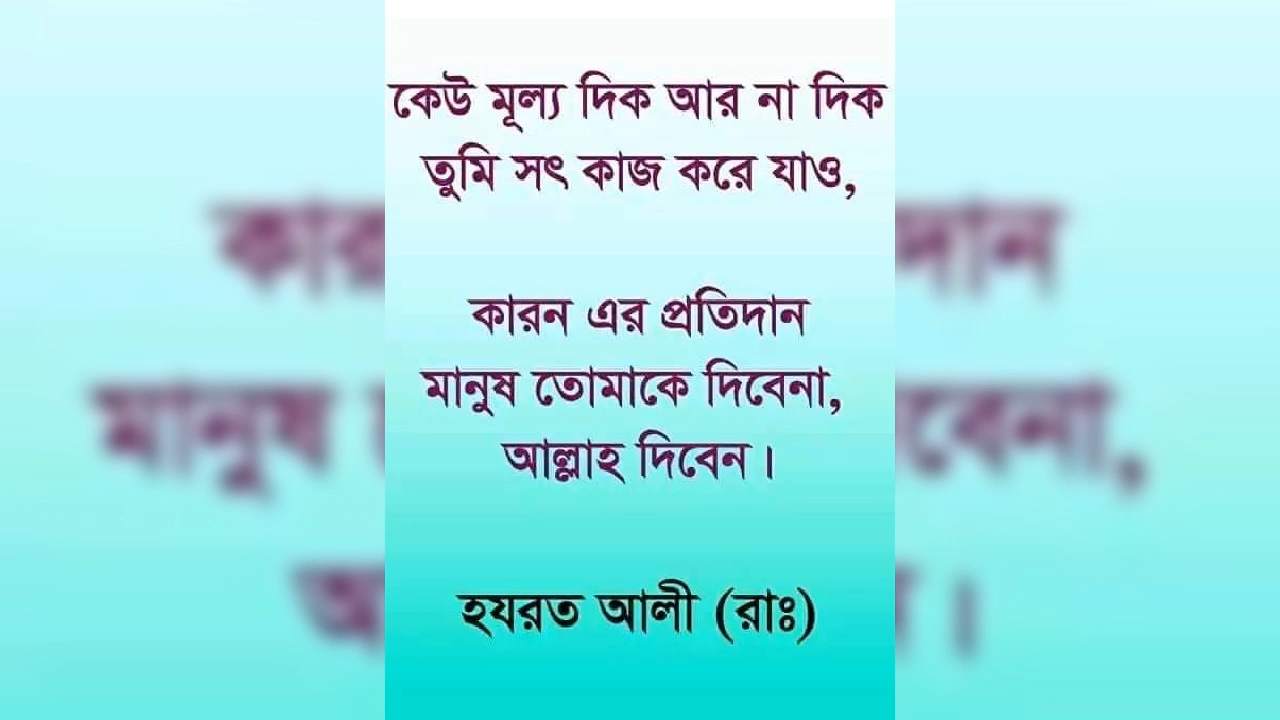 কেউ মূল্য দিক আর না দিক
তুমি সৎ কাজ করে যাও,
কারন এর প্রতিদান
মানুষ তোমাকে দিবেনা,
আল্লাহ দিবেন।
হযরত আলী (রাঃ)